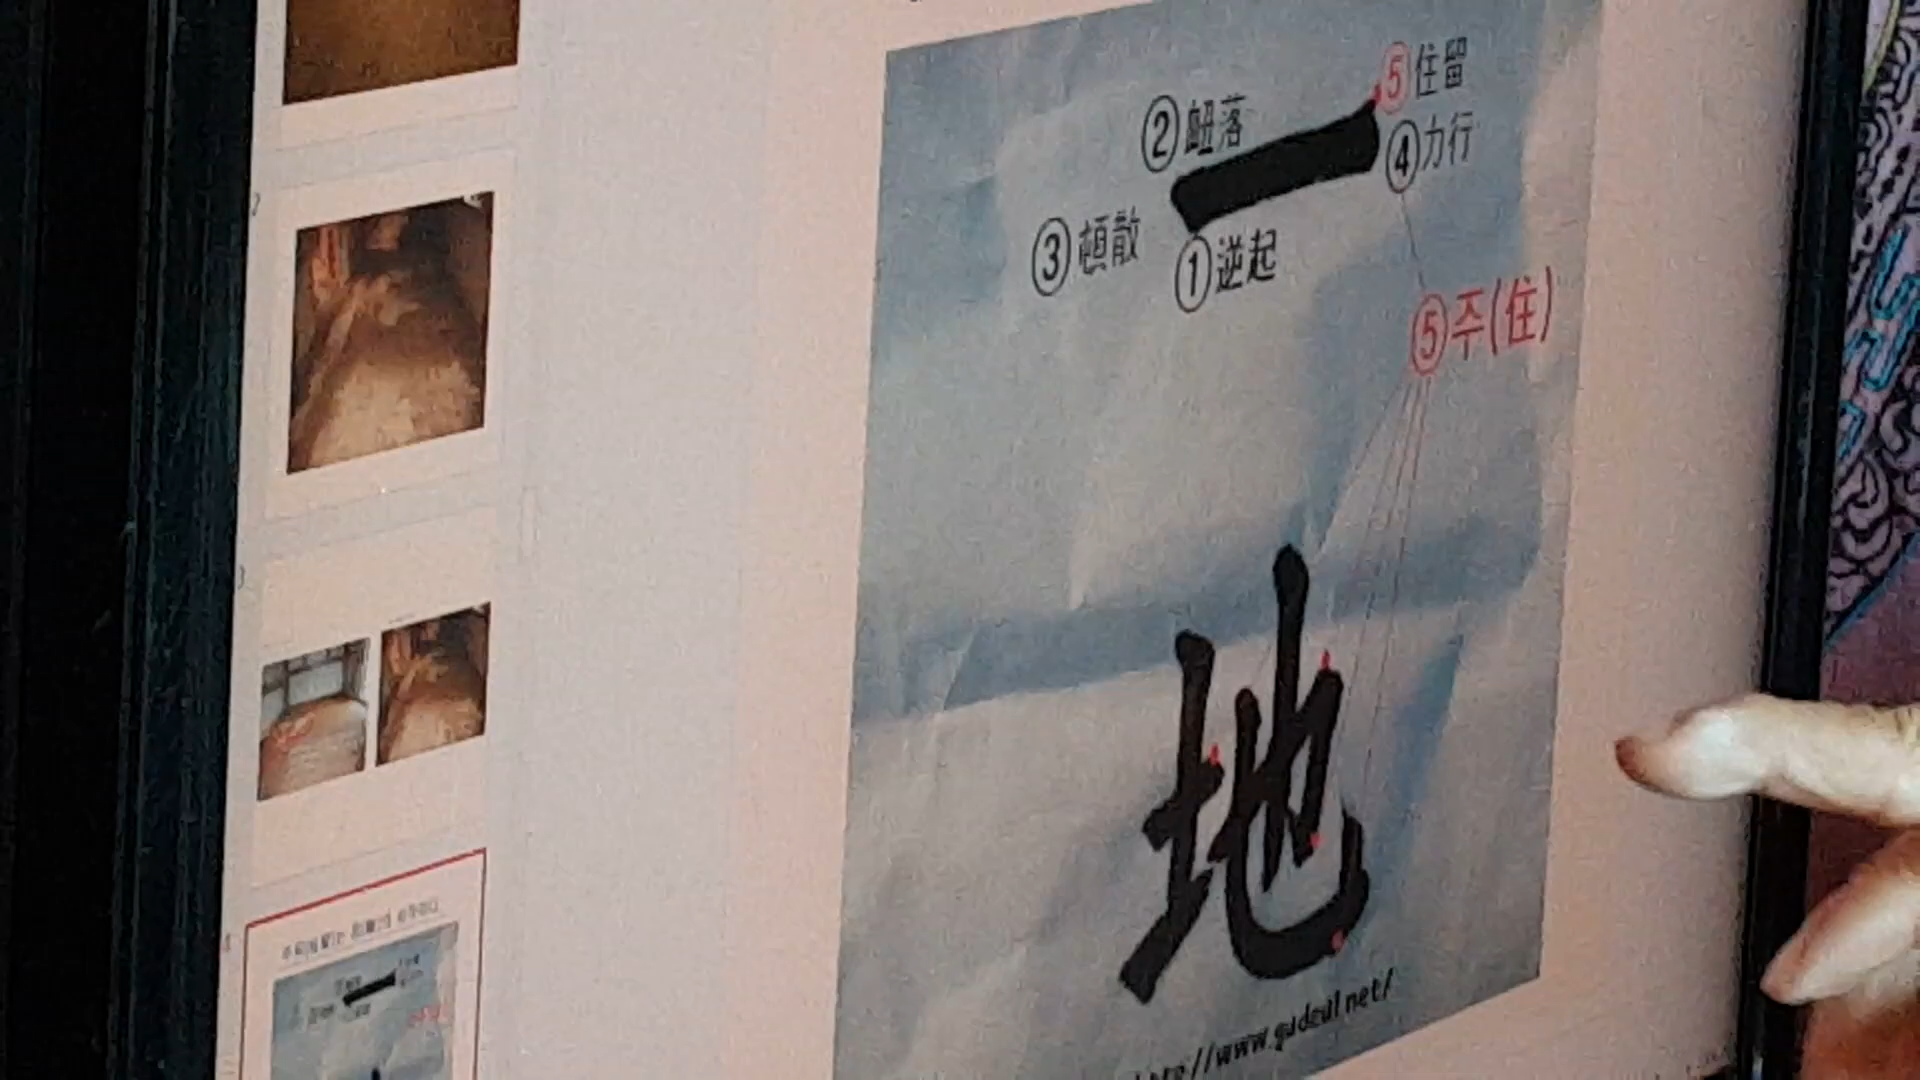 ⑤住留
②衄落
④力行
③頓散
①逆起
⑤주(住)
地
http://www.gudeul.net/